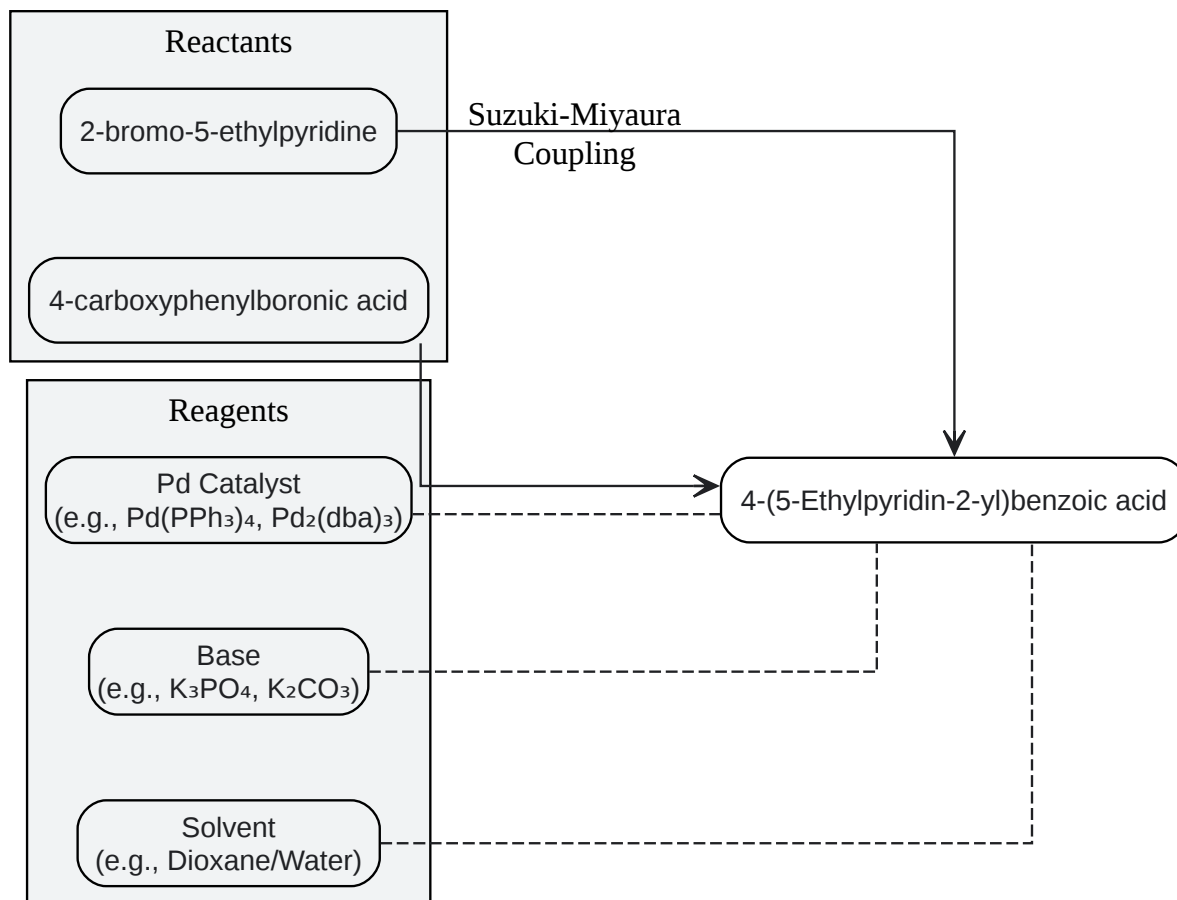 Reactants
2-bromo-5-ethylpyridine
Suzuki-Miyaura
Coupling
4-carboxyphenylboronic acid
Reagents
Pd Catalyst
(e.g., Pd(PPh₃)₄, Pd₂(dba)₃)
4-(5-Ethylpyridin-2-yl)benzoic acid
Base
(e.g., K₃PO₄, K₂CO₃)
Solvent
(e.g., Dioxane/Water)